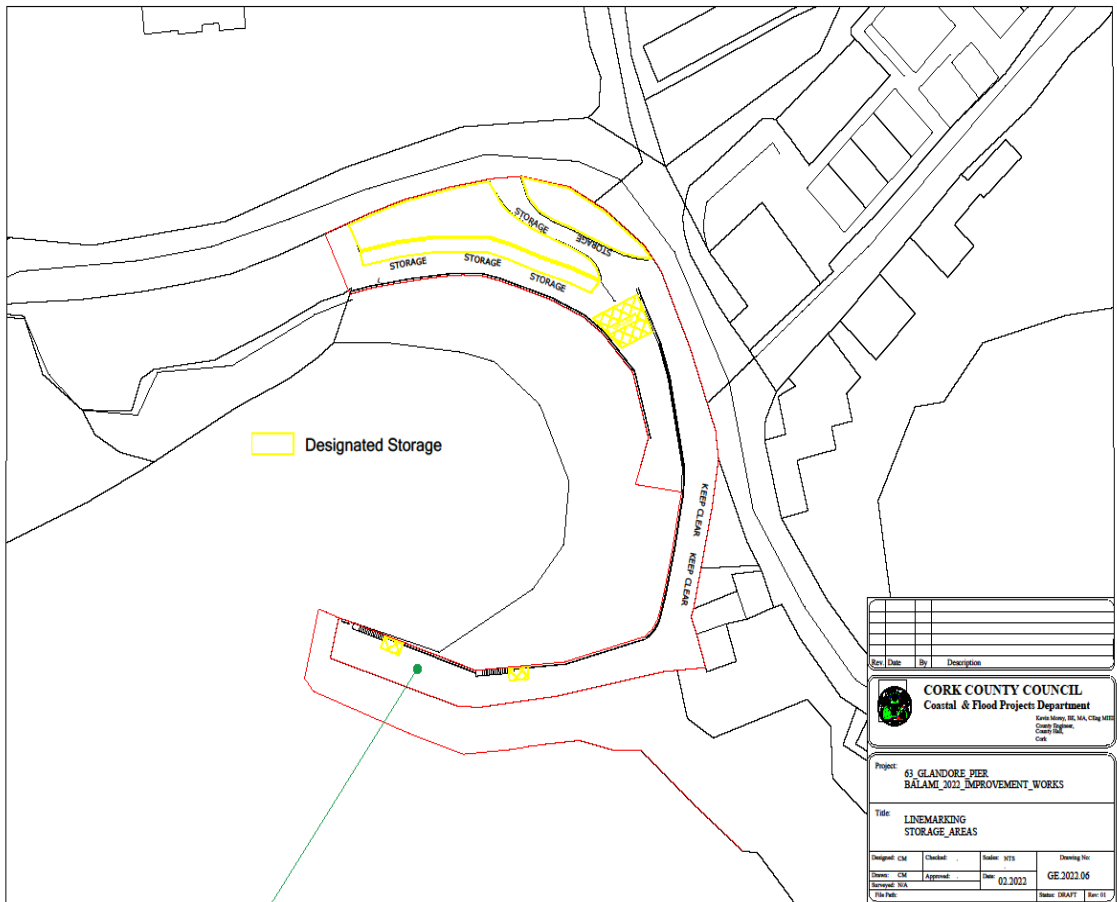 STORAGE
STORAGE
STORAGE
STORAGE
STORAGE
Designated Storage
KEEP CLEAR
KEEP CLEAR
Rev. Date By Description
CORK COUNTY COUNCIL
Coastal & Flood Projects Department
County Engineer,
County Hall,
Cork
Project:
63_GLANDORE_PIER
BALAMI_2022_IMPROVEMENT_WORKS
Title:
LINEMARKING
STORAGE_AREAS
Designed: CM Checked: . Scales: NTS Drawing No:
Drawn: CM Approved: . Date: 02.2022 GE.2022.06
Surveyed: N/A
File Path: Status: DRAFT Rev: 01